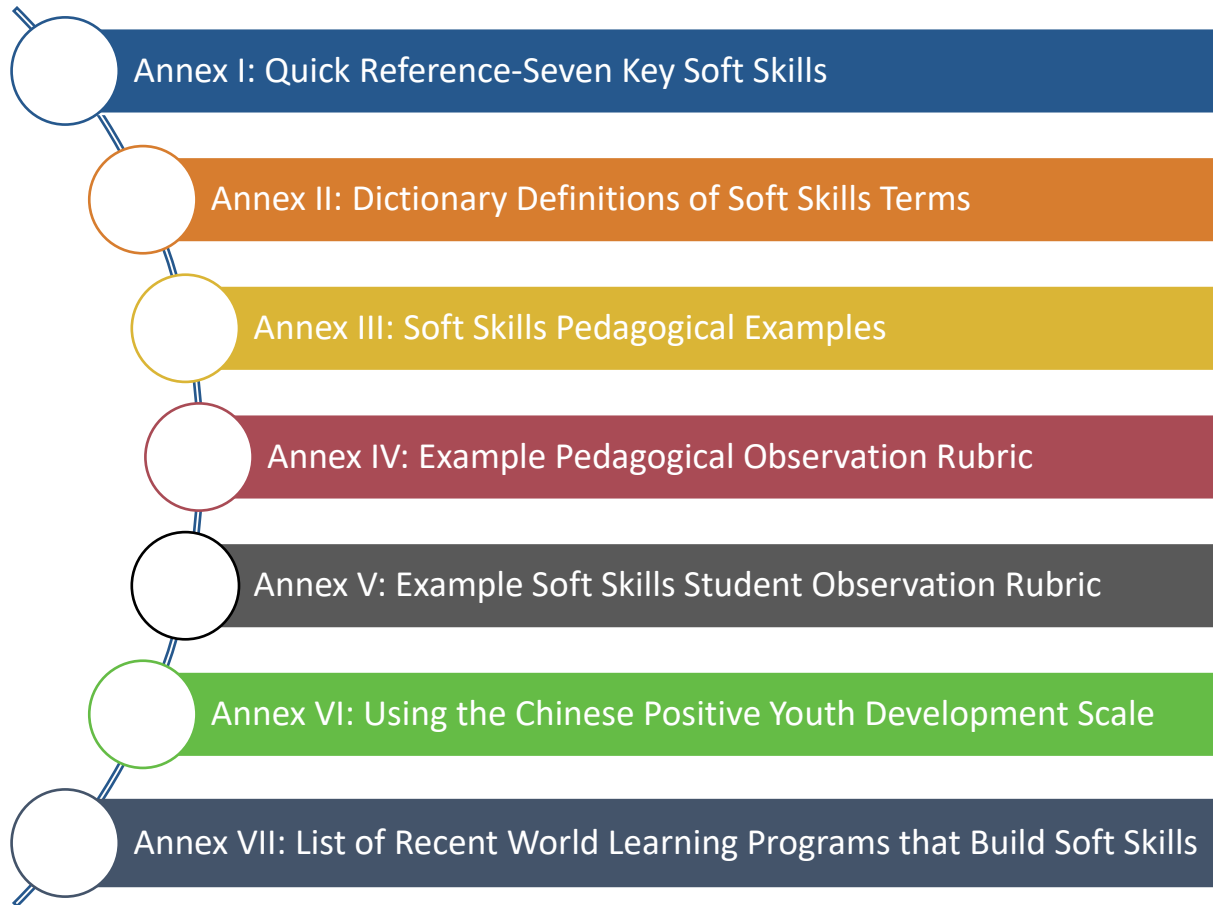 Annex I: Quick Reference-Seven Key Soft Skills
Annex II: Dictionary Definitions of Soft Skills Terms
Annex III: Soft Skills Pedagogical Examples
Annex IV: Example Pedagogical Observation Rubric
Annex V: Example Soft Skills Student Observation Rubric
Annex VI: Using the Chinese Positive Youth Development Scale
Annex VII: List of Recent World Learning Programs that Build Soft Skills